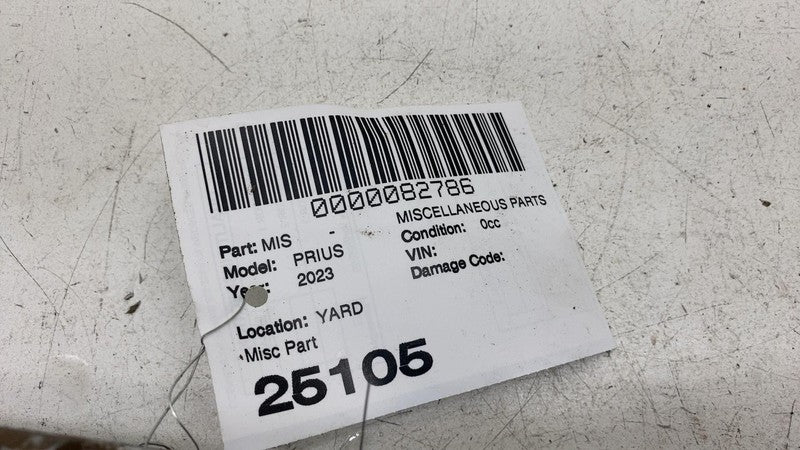 0000082786
Part: MIS - MISCELLANEOUS PARTS
Model: PRIUS Condition: 0cc
Year: 2023 VIN:
Damage Code:
Location: YARD
Misc Part
25105